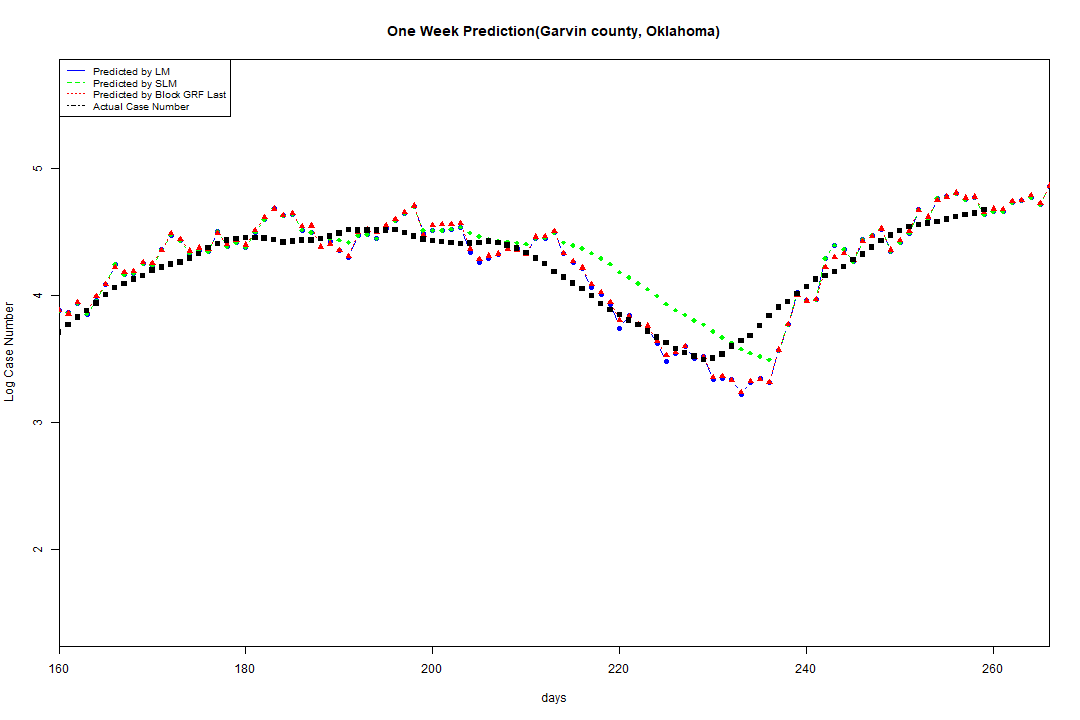 One Week Prediction(Garvin county, Oklahoma)
Predicted by LM
Predicted by SLM
Predicted by Block GRF Last
Actual Case Number
5
4
3
2
Log Case Number
160 180 200 220 240 260
days